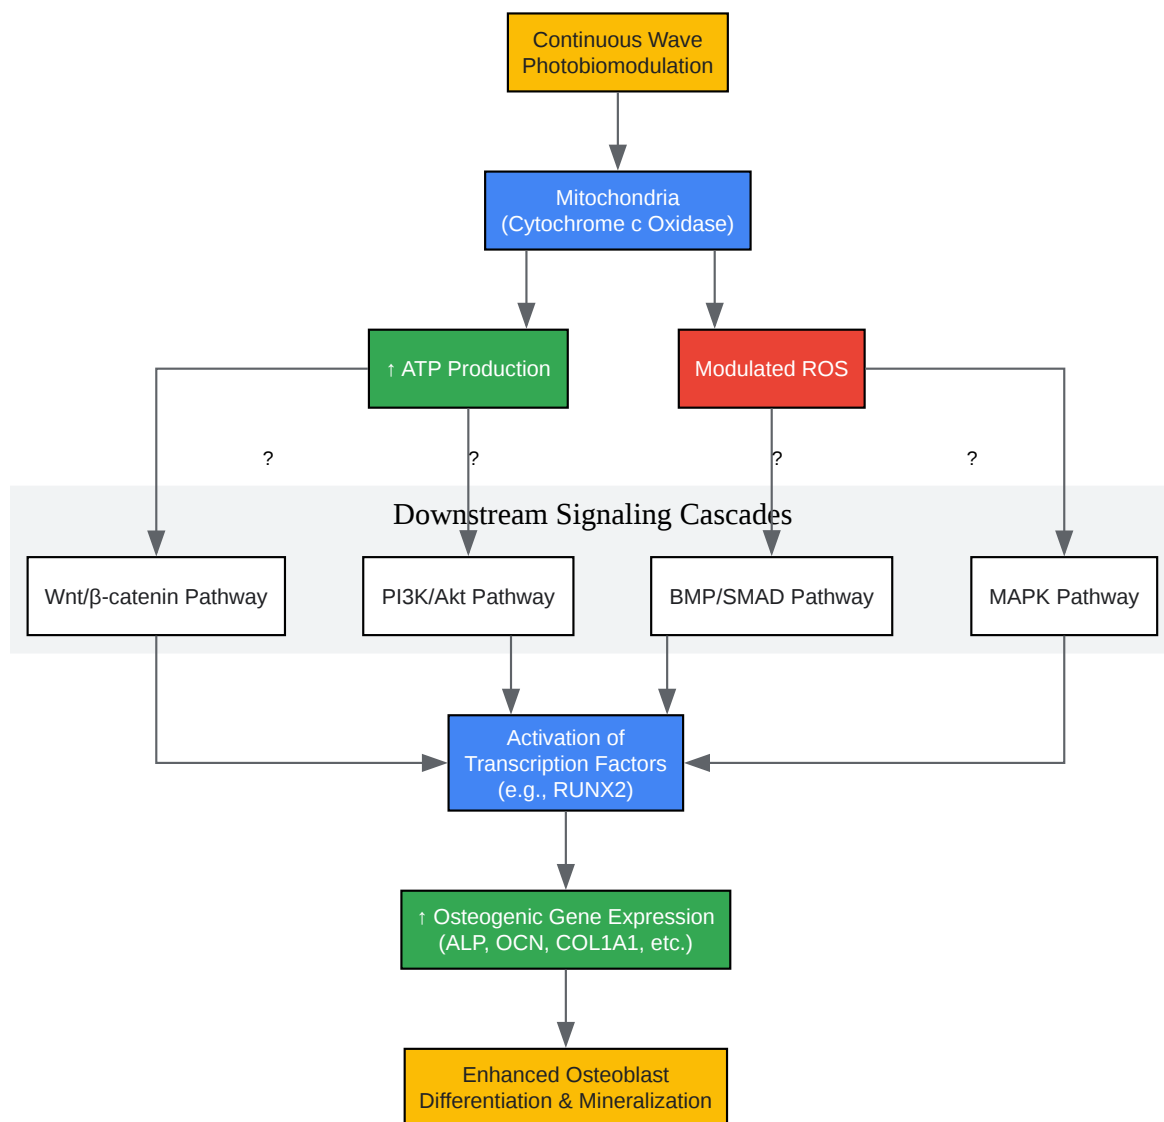 Continuous Wave
Photobiomodulation
Mitochondria
(Cytochrome c Oxidase)
↑ ATP Production
Modulated ROS
? ? ? ?
Downstream Signaling Cascades
Wnt/β-catenin Pathway
PI3K/Akt Pathway
BMP/SMAD Pathway
MAPK Pathway
Activation of
Transcription Factors
(e.g., RUNX2)
↑ Osteogenic Gene Expression
(ALP, OCN, COL1A1, etc.)
Enhanced Osteoblast
Differentiation & Mineralization